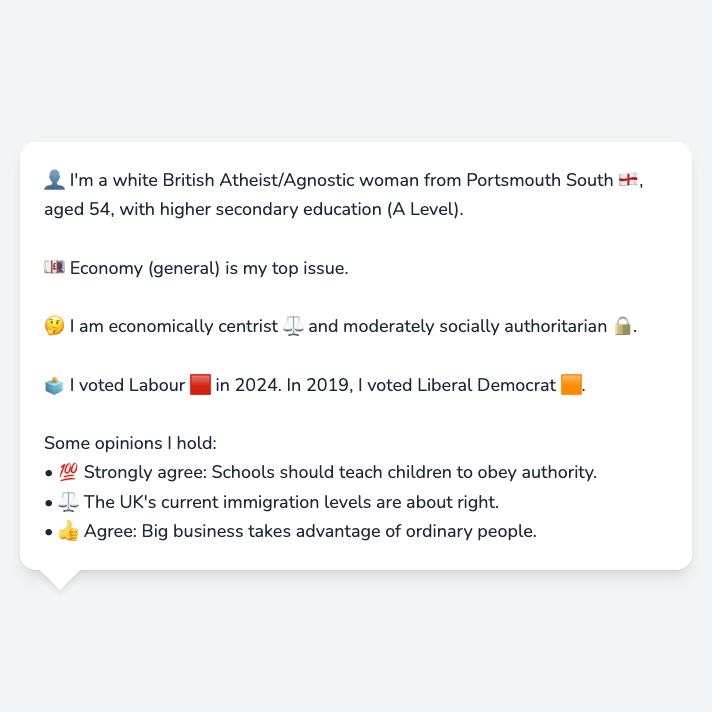 👤 I'm a white British Atheist/Agnostic woman from Portsmouth South 🏴󠁧󠁢󠁥󠁮󠁧󠁿,
aged 54, with higher secondary education (A Level).
💷 Economy (general) is my top issue.
🤔 I am economically centrist ⚖️ and moderately socially authoritarian 🔒.
🗳️ I voted Labour 🟥 in 2024. In 2019, I voted Liberal Democrat 🟧.
Some opinions I hold:
• 💯 Strongly agree: Schools should teach children to obey authority.
• ⚖️ The UK's current immigration levels are about right.
• 👍 Agree: Big business takes advantage of ordinary people.